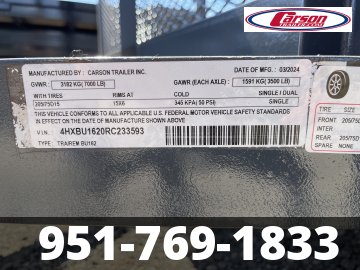 Carson
TRAILER
MANUFACTURED BY : CARSON TRAILER INC.
DATE OF MFG.: 03/2024
GVWR: 3182 KG( 7000 LB)
GAWR (EACH AXLE) : 1591 KG( 3500 LB)
WITH TIRES RIMS AT COLD SINGLE / DUAL
205/75D15 15X6 345 KPA( 50 PSI) SINGLE
THIS VEHICLE CONFORMS TO ALL APPLICABLE U.S. FEDERAL MOTOR VEHICLE SAFETY STANDARDS
IN EFFECT ON THE DATE OF MANUFACTURE SHOWN ABOVE
V.I.N.: 4HXBU1620RC233593
TYPE: TRAIREM BU162
TIRE SIZE
FRONT 205/75D
INTER
REAR 205/75
SPARE
951-769-1833